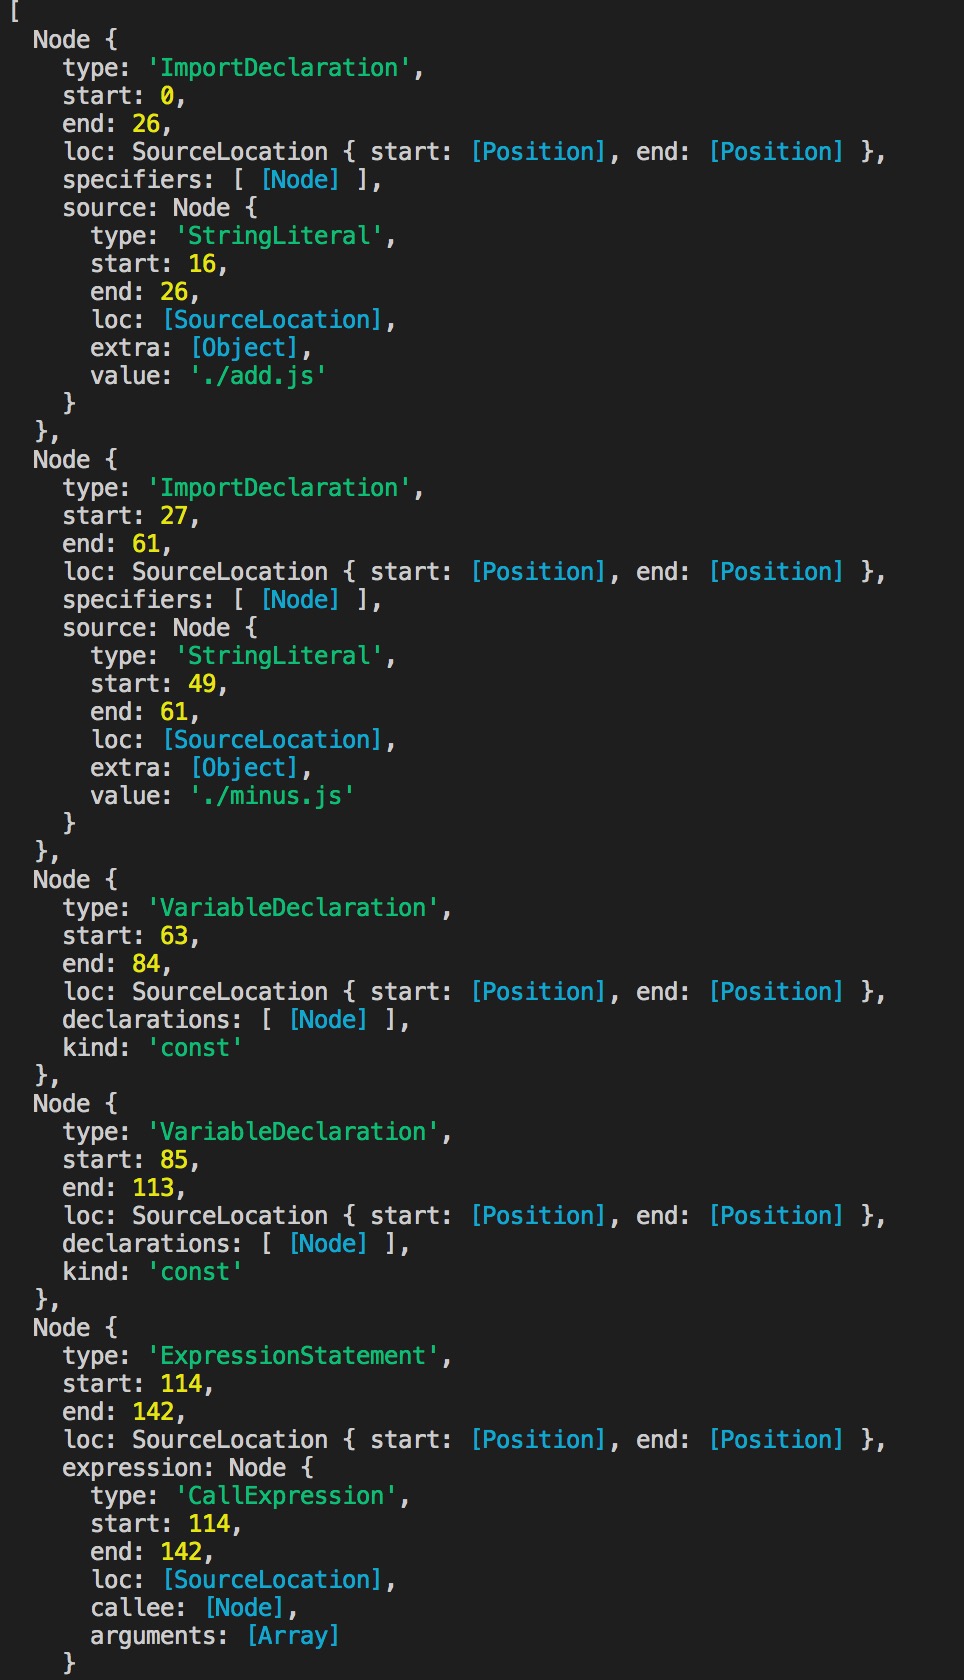 [
  Node {
    type: 'ImportDeclaration',
    start: 0,
    end: 26,
    loc: SourceLocation { start: [Position], end: [Position] },
    specifiers: [ [Node] ],
    source: Node {
      type: 'StringLiteral',
      start: 16,
      end: 26,
      loc: [SourceLocation],
      extra: [Object],
      value: './add.js'
    }
  },
  Node {
    type: 'ImportDeclaration',
    start: 27,
    end: 61,
    loc: SourceLocation { start: [Position], end: [Position] },
    specifiers: [ [Node] ],
    source: Node {
      type: 'StringLiteral',
      start: 49,
      end: 61,
      loc: [SourceLocation],
      extra: [Object],
      value: './minus.js'
    }
  },
  Node {
    type: 'VariableDeclaration',
    start: 63,
    end: 84,
    loc: SourceLocation { start: [Position], end: [Position] },
    declarations: [ [Node] ],
    kind: 'const'
  },
  Node {
    type: 'VariableDeclaration',
    start: 85,
    end: 113,
    loc: SourceLocation { start: [Position], end: [Position] },
    declarations: [ [Node] ],
    kind: 'const'
  },
  Node {
    type: 'ExpressionStatement',
    start: 114,
    end: 142,
    loc: SourceLocation { start: [Position], end: [Position] },
    expression: Node {
      type: 'CallExpression',
      start: 114,
      end: 142,
      loc: [SourceLocation],
      callee: [Node],
      arguments: [Array]
    }